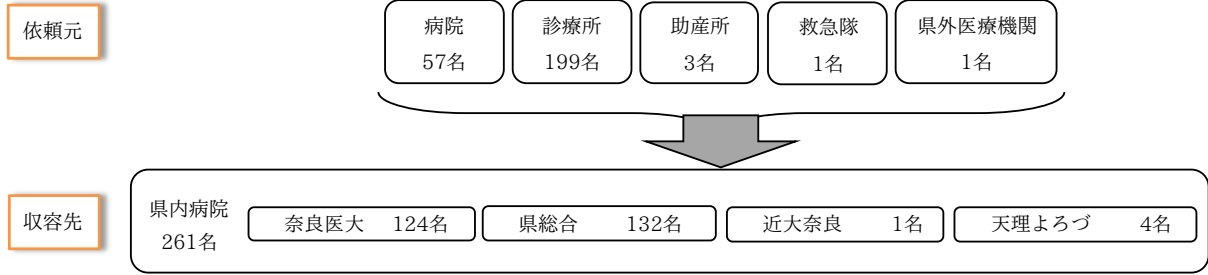 依頼元
病院
57名
診療所
199名
助産所
3名
救急隊
1名
県外医療機関
1名
収容先
県内病院
261名
奈良医大 124名
県総合 132名
近大奈良 1名
天理よろづ 4名